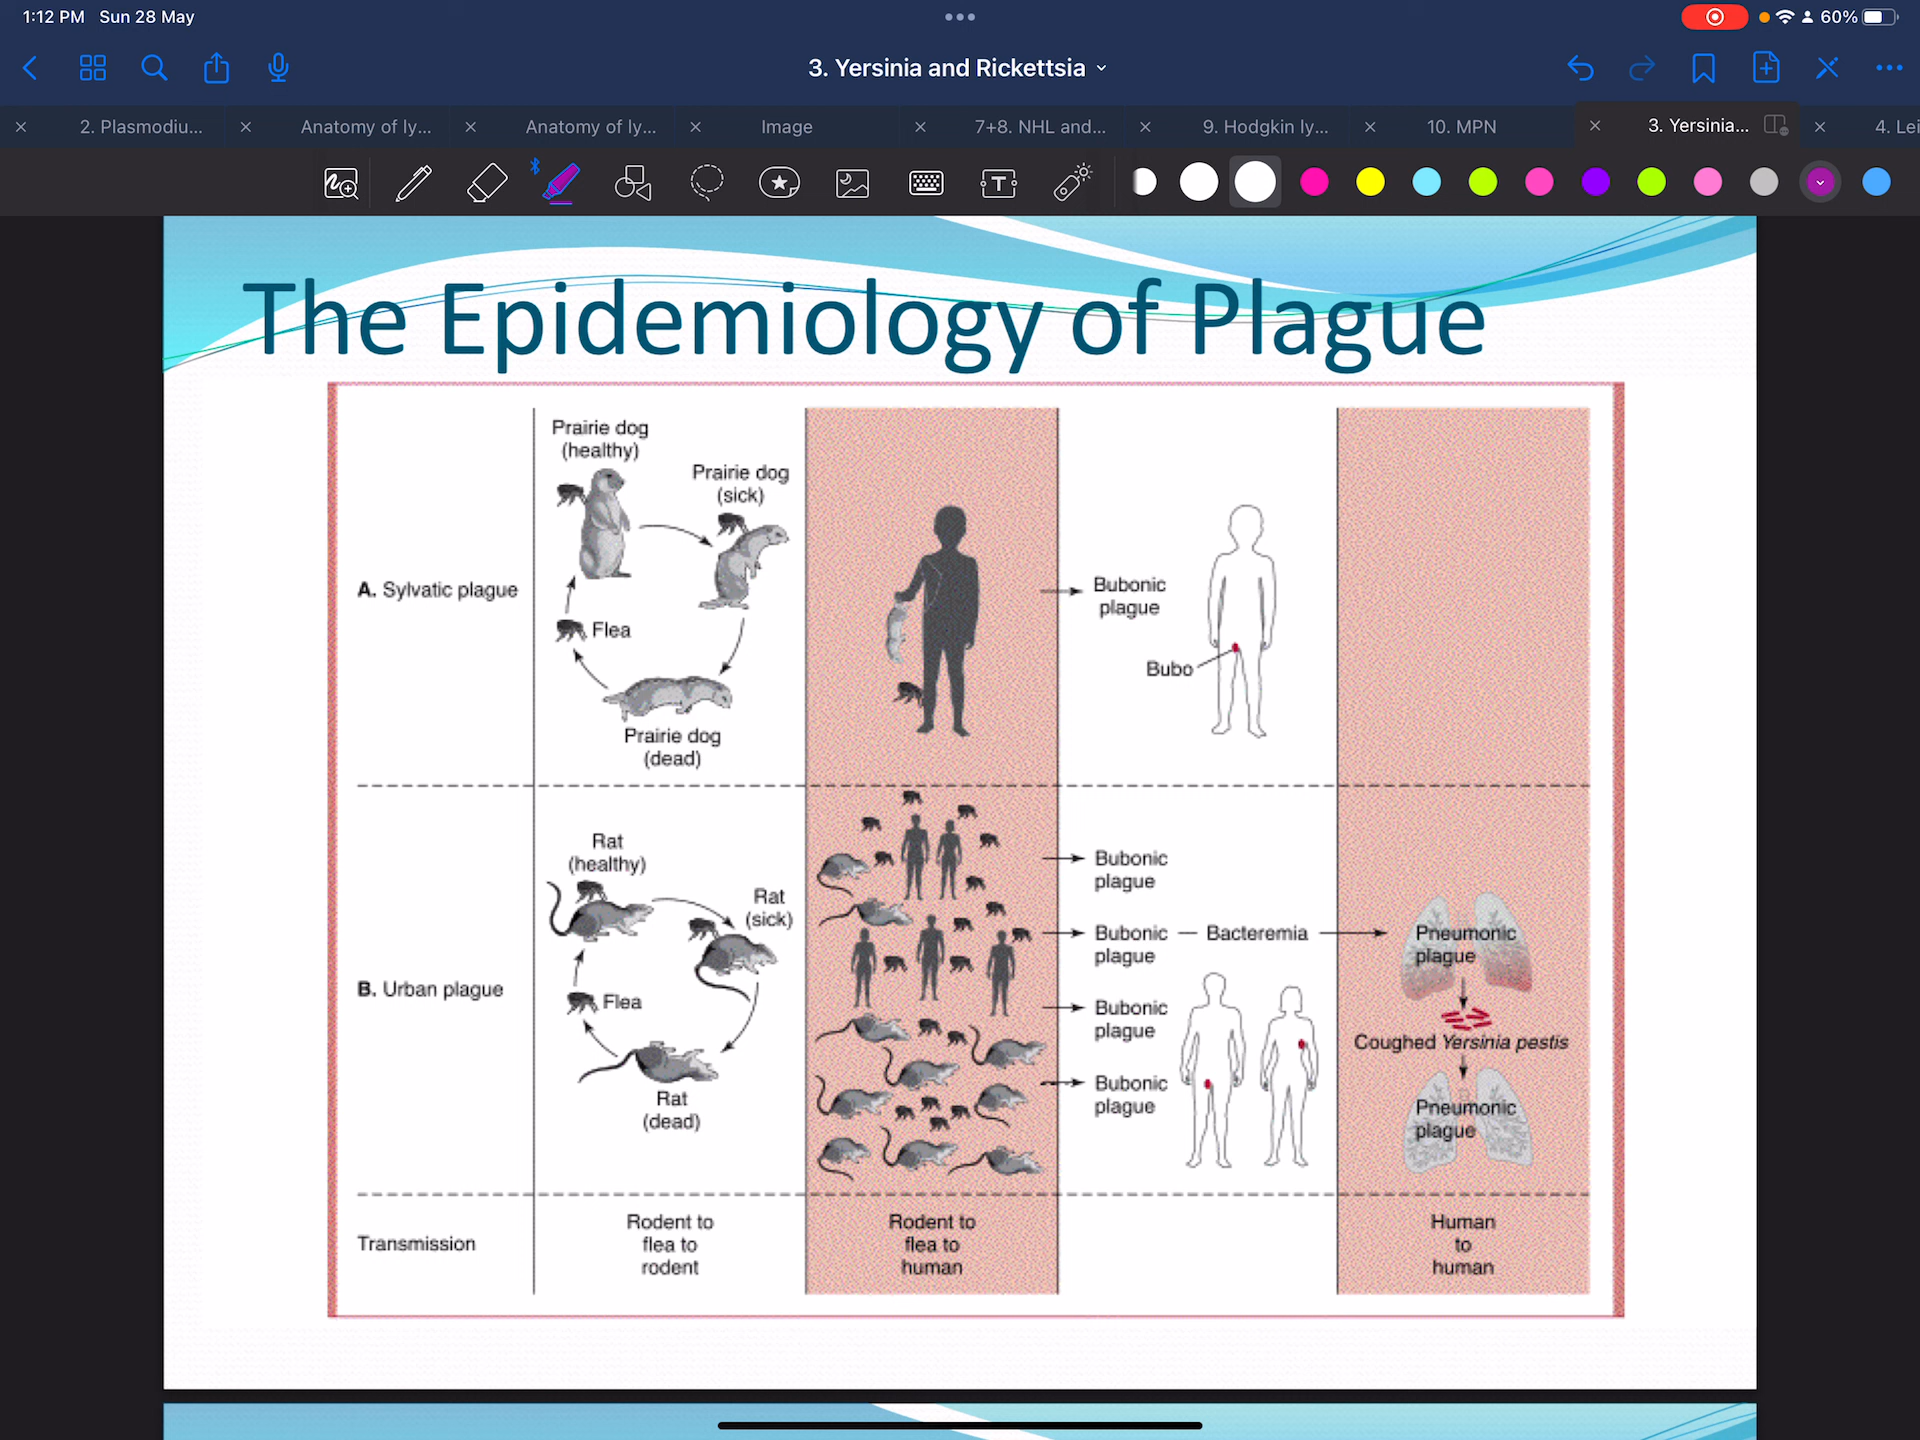 1:12 PM Sun 28 May
60%
3. Yersinia and Rickettsia
2. Plasmodiu...
Anatomy of ly...
Anatomy of ly...
Image
7+8. NHL and...
9. Hodgkin ly...
10. MPN
3. Yersinia...
4. Lei
The Epidemiology of Plague
Prairie dog
(healthy)
Prairie dog
(sick)
A. Sylvatic plague
Flea
Prairie dog
(dead)
Bubonic
plague
Bubo
Rat
(healthy)
Rat
(sick)
B. Urban plague
Flea
Rat
(dead)
Bubonic
plague
Bubonic
plague
Bacteremia
Bubonic
plague
Bubonic
plague
Pneumonic
plague
Coughed Yersinia pestis
Pneumonic
plague
Transmission
Rodent to
flea to
rodent
Rodent to
flea to
human
Human
to
human